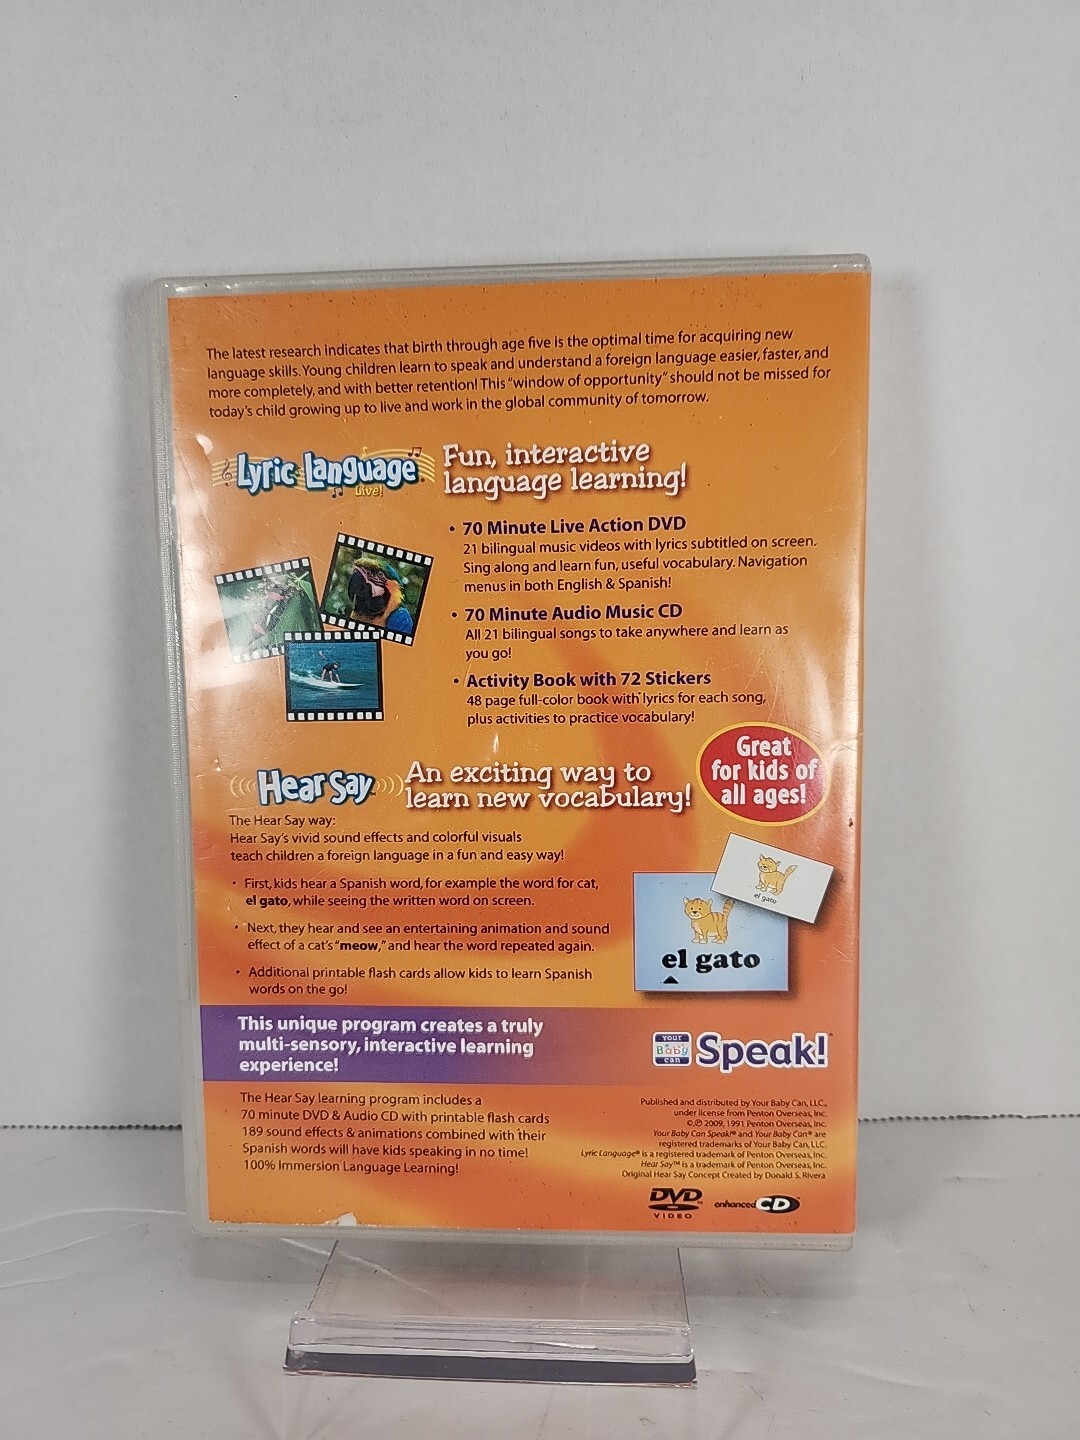 The latest research indicates that birth through age five is the optimal time for acquiring new
language skills. Young children learn to speak and understand a foreign language easier, faster, and
more completely, and with better retention! This "window of opportunity" should not be missed for
today's child growing up to live and work in the global community of tomorrow.
Lyric Language
Live!
Fun, interactive
language learning!
• 70 Minute Live Action DVD
21 bilingual music videos with lyrics subtitled on screen.
Sing along and learn fun, useful vocabulary. Navigation
menus in both English & Spanish!
• 70 Minute Audio Music CD
All 21 bilingual songs to take anywhere and learn as
you go!
• Activity Book with 72 Stickers
48 page full-color book with lyrics for each song,
plus activities to practice vocabulary!
Great
for kids of
all ages!
Hear Say
An exciting way to
learn new vocabulary!
The Hear Say way:
Hear Say's vivid sound effects and colorful visuals
teach children a foreign language in a fun and easy way!
• First, kids hear a Spanish word, for example the word for cat,
el gato, while seeing the written word on screen.
• Next, they hear and see an entertaining animation and sound
effect of a cat's "meow," and hear the word repeated again.
• Additional printable flash cards allow kids to learn Spanish
words on the go!
el gato
el gato
This unique program creates a truly
multi-sensory, interactive learning
experience!
Your
Baby
can
Speak!™
The Hear Say learning program includes a
70 minute DVD & Audio CD with printable flash cards
189 sound effects & animations combined with their
Spanish words will have kids speaking in no time!
100% Immersion Language Learning!
Published and distributed by Your Baby Can, LLC.,
under license from Penton Overseas, Inc.
©,℗ 2009, 1991 Penton Overseas, Inc.
Your Baby Can Speak!® and Your Baby Can® are
registered trademarks of Your Baby Can, LLC.
Lyric Language® is a registered trademark of Penton Overseas, Inc.
Hear Say™ is a trademark of Penton Overseas, Inc.
Original Hear Say Concept Created by Donald S. Rivera
DVD™
VIDEO
enhanced CD™